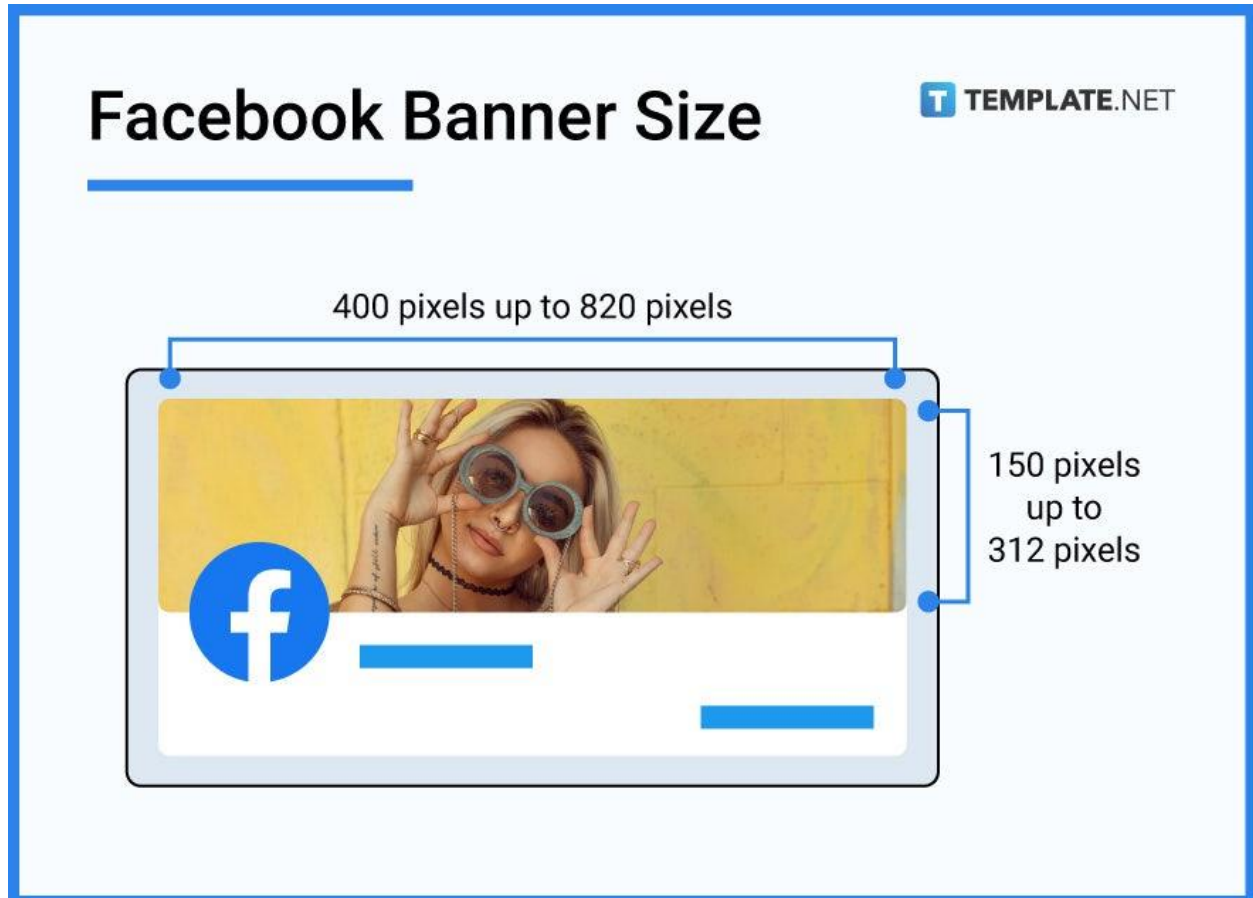 Facebook Banner Size
T TEMPLATE.NET
400 pixels up to 820 pixels
150 pixels
up to
312 pixels
f